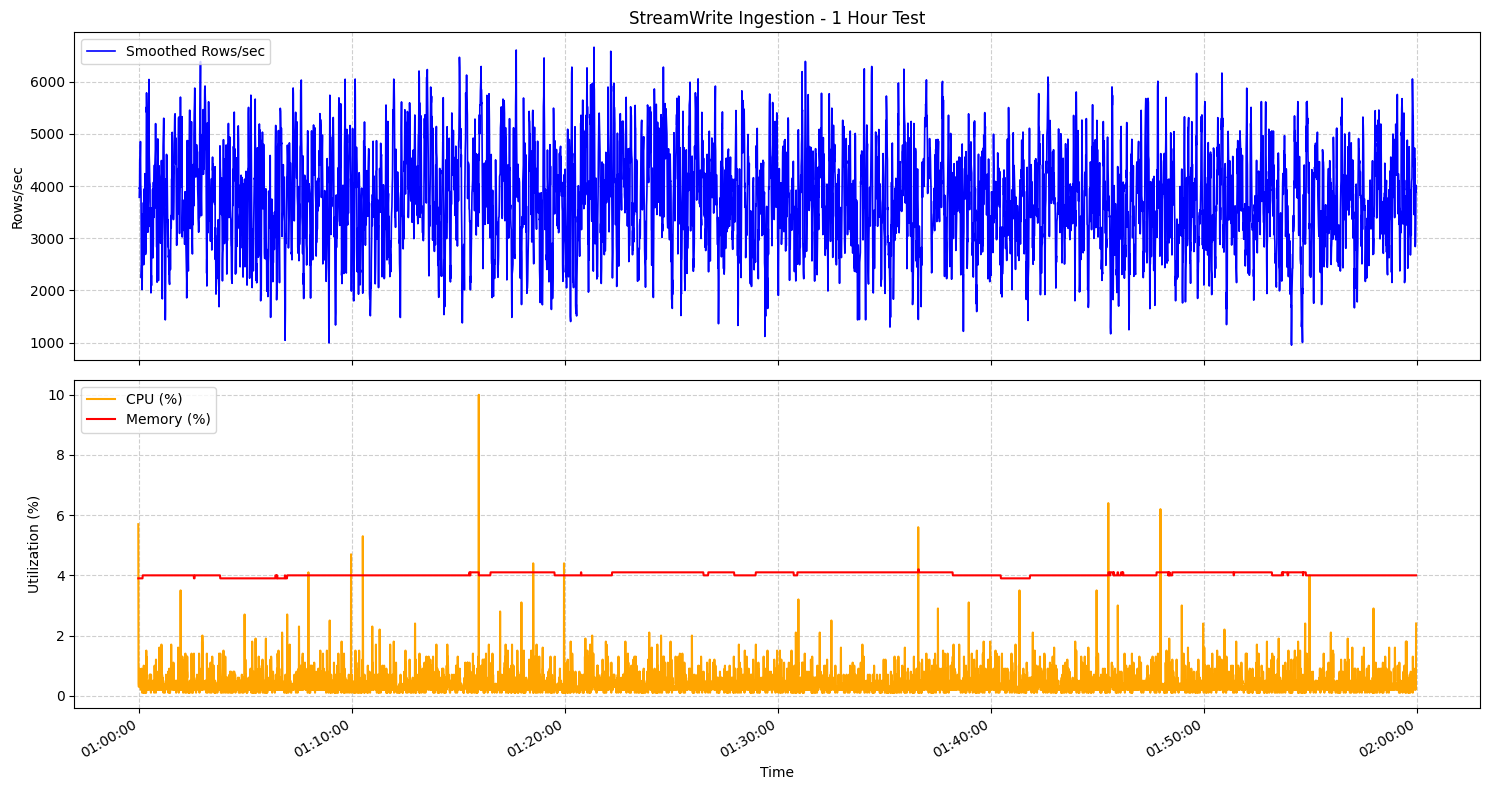 StreamWrite Ingestion - 1 Hour Test
Smoothed Rows/sec
Rows/sec
6000
5000
4000
3000
2000
1000
CPU (%)
Memory (%)
Utilization (%)
10
8
6
4
2
0
01:00:00
01:10:00
01:20:00
01:30:00
01:40:00
01:50:00
02:00:00
Time